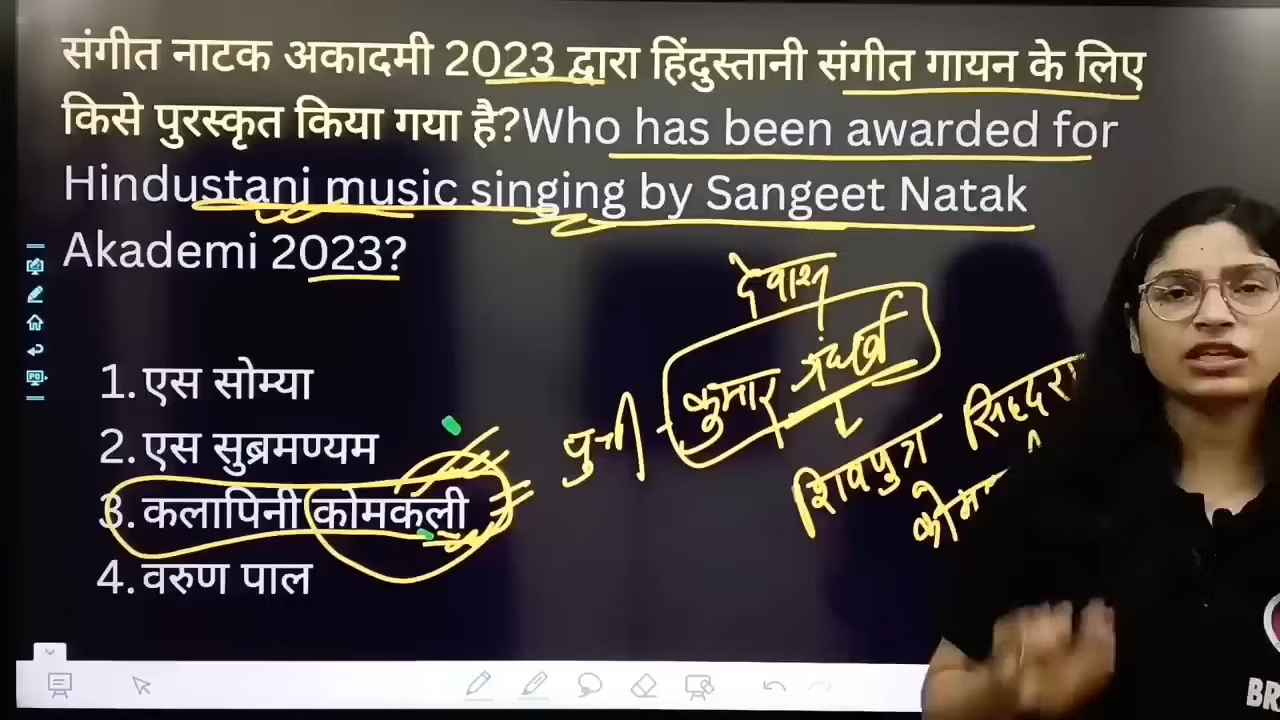 संगीत नाटक अकादमी 2023 द्वारा हिंदुस्तानी संगीत गायन के लिए
किसे पुरस्कृत किया गया है?Who has been awarded for
Hindustani music singing by Sangeet Natak
Akademi 2023?
देवास
1. एस सोम्या
कुमार गंधर्व
2. एस सुब्रमण्यम
पुत्री
शिवपुत्र
3. कलापिनी कोमकली
4. वरुण पाल
BR